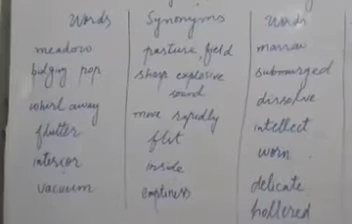 Words Synonyms Words
meadow pasture, field marrow
bidging pop sharp explosive sound submerged
whirl away move rapidly dissolve
flutter flit intellect
interior inside worn
vacuum emptiness delicate
hollered